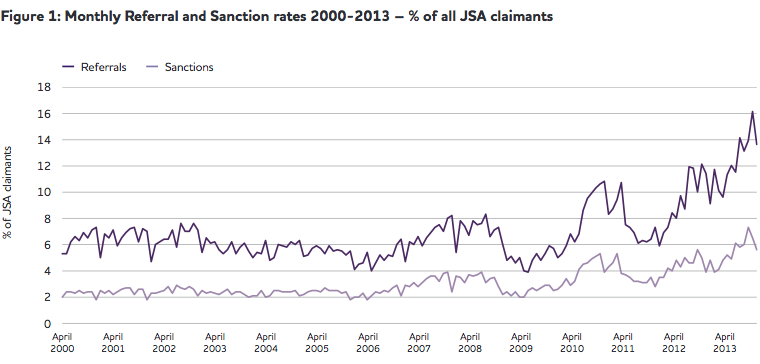 Figure 1: Monthly Referral and Sanction rates 2000-2013 – % of all JSA claimants
Referrals Sanctions
% of JSA claimants
18
16
14
12
10
8
6
4
2
0
April April April April April April April April April April April April April April
2000 2001 2002 2003 2004 2005 2006 2007 2008 2009 2010 2011 2012 2013